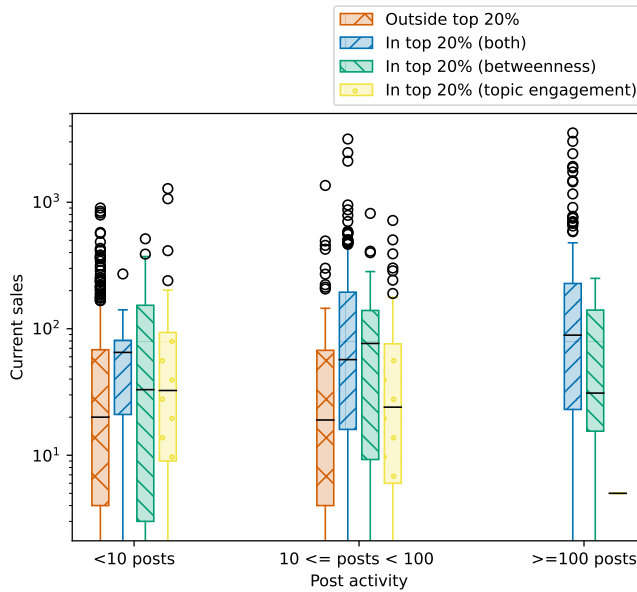 Outside top 20%
In top 20% (both)
In top 20% (betweenness)
In top 20% (topic engagement)
10³
10²
10¹
Current sales
<10 posts
10 <= posts < 100
>=100 posts
Post activity